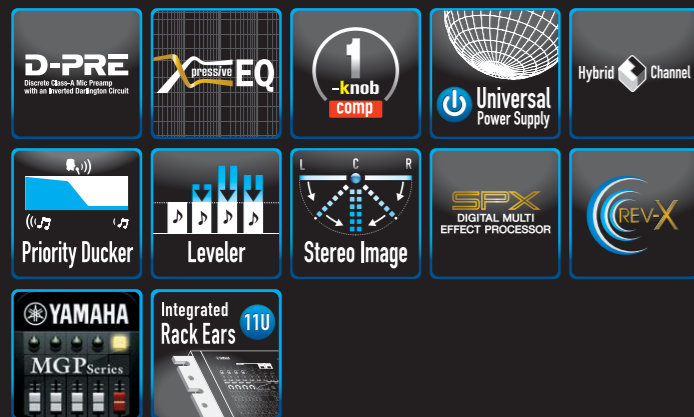 D-PRE
Discrete Class-A Mic Preamp
with an Inverted Darlington Circuit
Xpressive EQ
1
-knob
comp
Universal
Power Supply
Hybrid Channel
Priority Ducker
Leveler
L C R
Stereo Image
SPX
DIGITAL MULTI
EFFECT PROCESSOR
REV-X
YAMAHA
MGP Series
Integrated
Rack Ears 11U